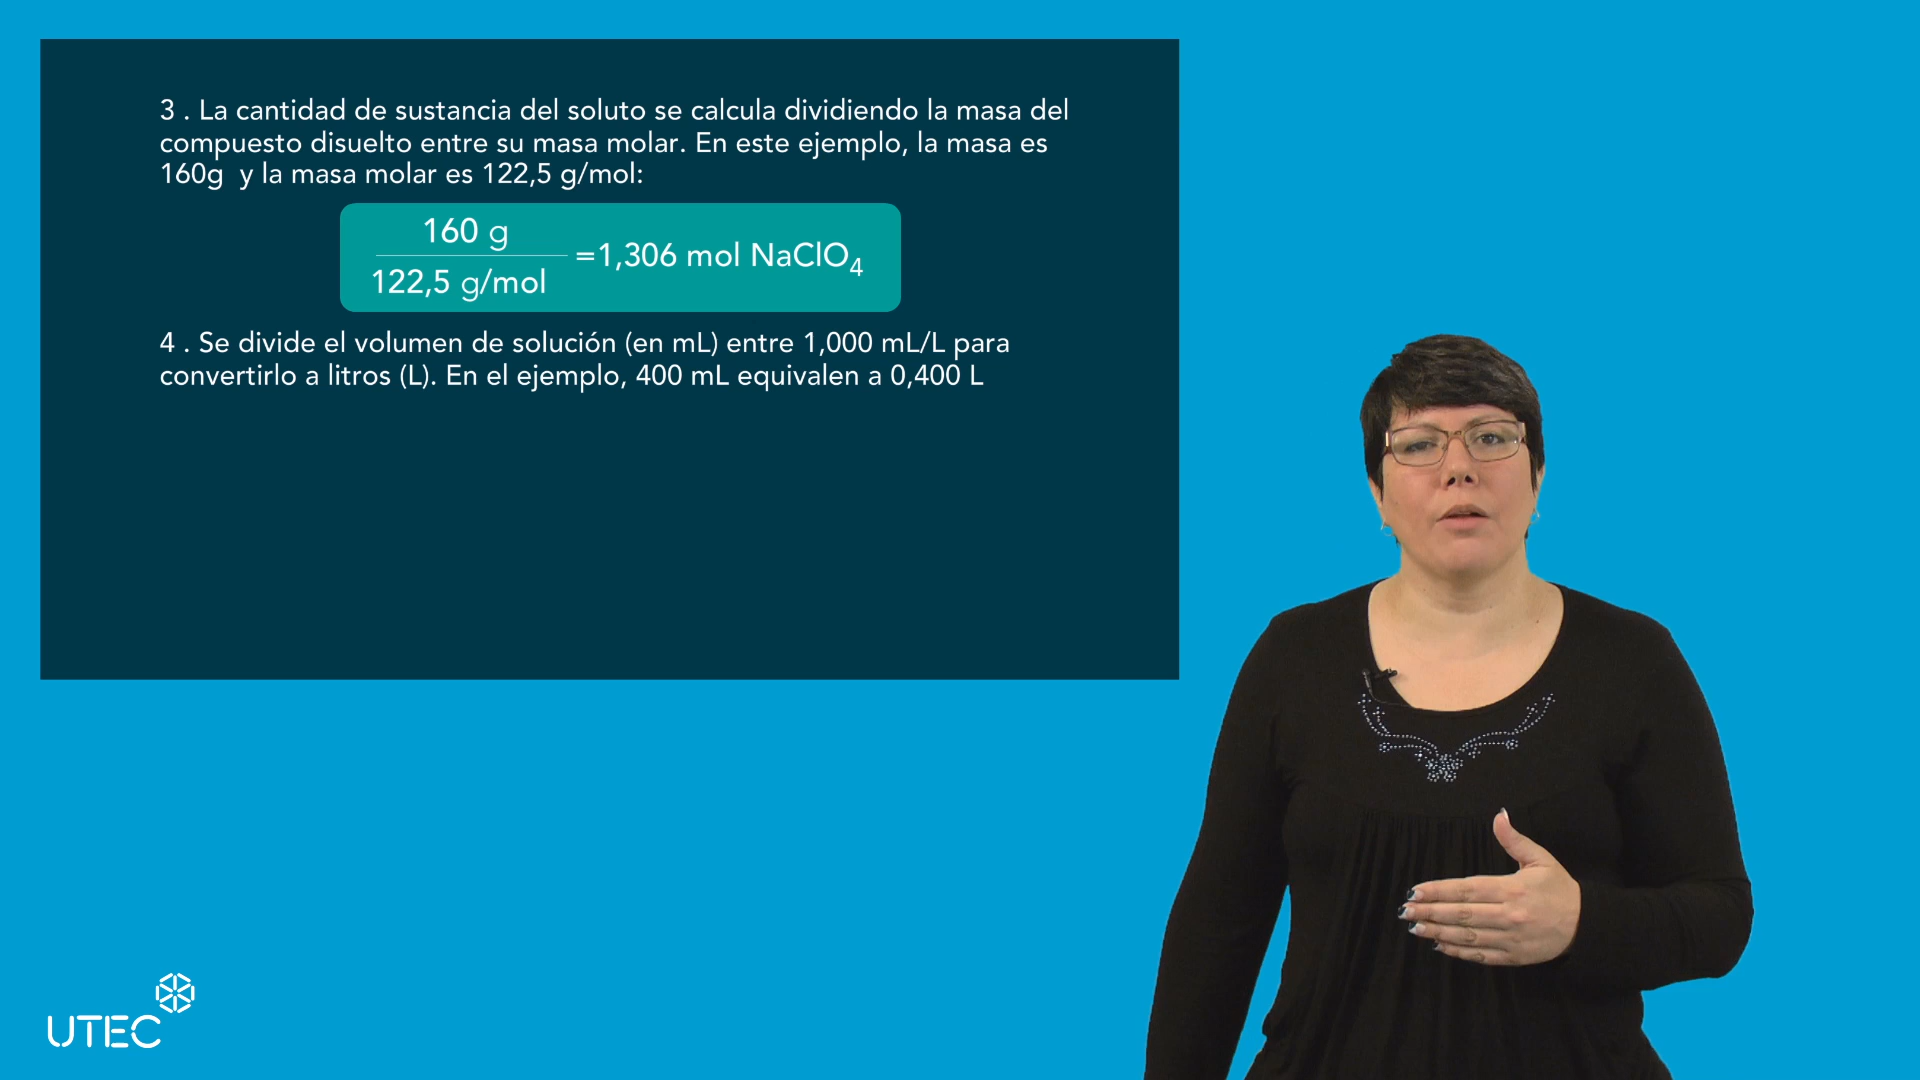 3 . La cantidad de sustancia del soluto se calcula dividiendo la masa del
compuesto disuelto entre su masa molar. En este ejemplo, la masa es
160g  y la masa molar es 122,5 g/mol:
160 g
122,5 g/mol
=1,306 mol NaClO₄
4 . Se divide el volumen de solución (en mL) entre 1,000 mL/L para
convertirlo a litros (L). En el ejemplo, 400 mL equivalen a 0,400 L
UTEC